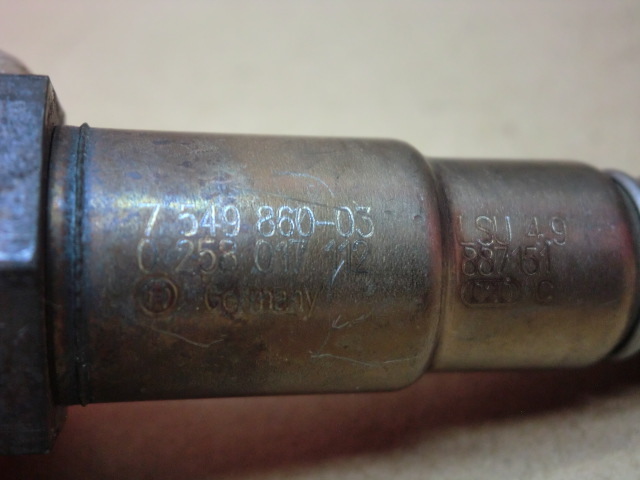 7 549 860-03
0 258 017 112
Germany
LSU 4.9
887151